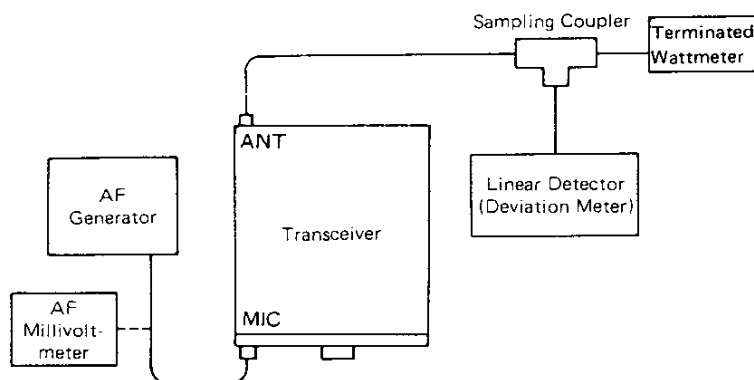 Sampling Coupler
Terminated
Wattmeter
ANT
Linear Detector
(Deviation Meter)
AF
Generator
Transceiver
AF
Millivolt-
meter
MIC